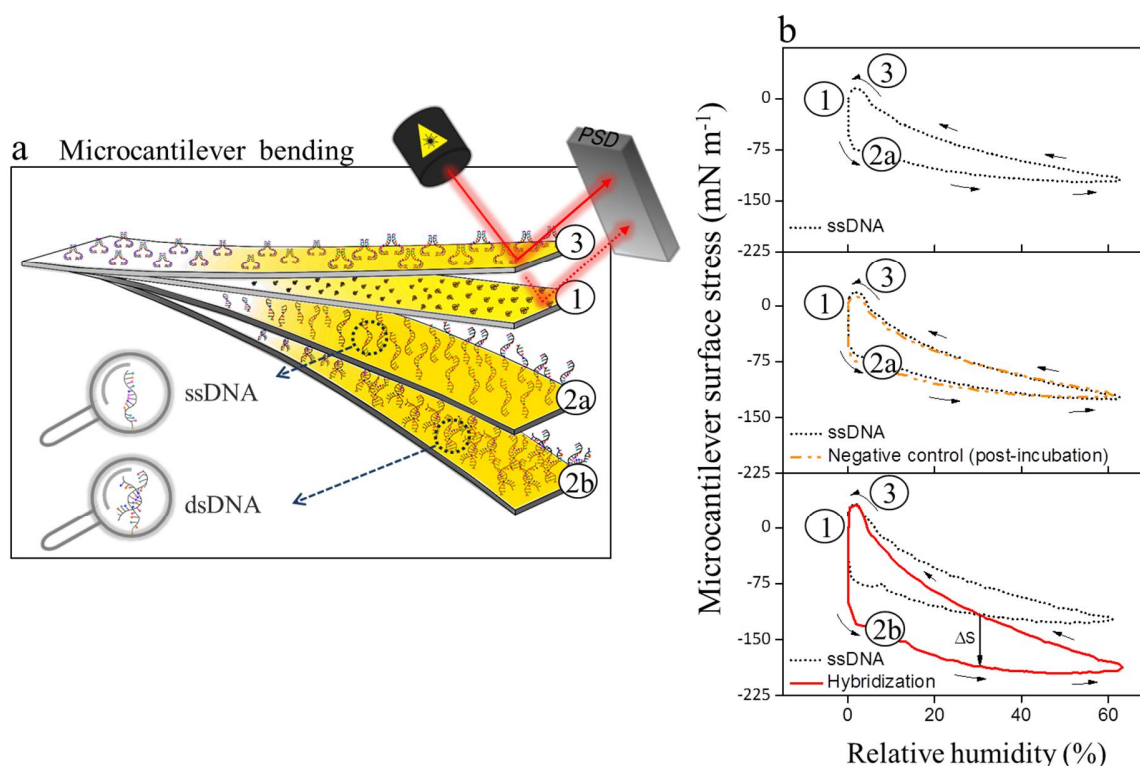 a Microcantilever bending
PSD
3
1
2a
2b
ssDNA
dsDNA
b
Microcantilever surface stress (mN m⁻¹)
0
-75
-150
-225
1
3
2a
ssDNA
0
-75
-150
-225
1
3
2a
ssDNA
Negative control (post-incubation)
0
-75
-150
-225
1
3
2b
ΔS
ssDNA
Hybridization
0 20 40 60
Relative humidity (%)